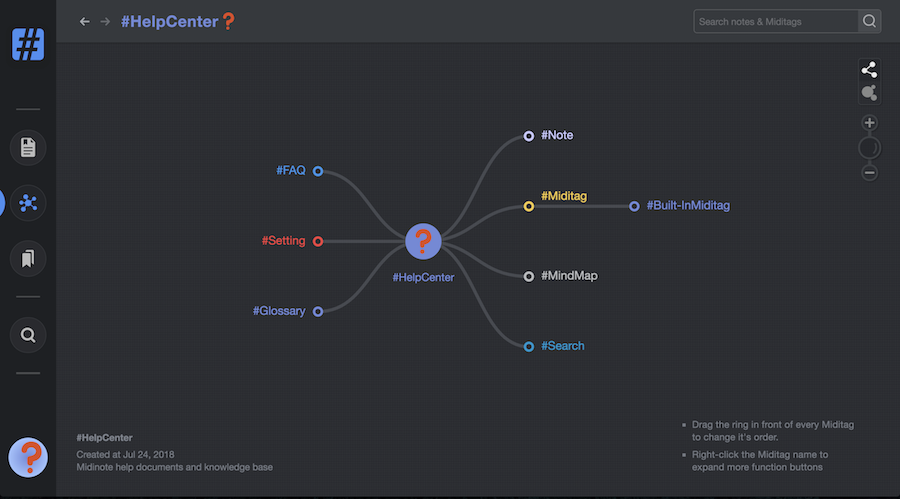 #HelpCenter❓
Search notes & Miditags
#
#Note
#FAQ
#Miditag
#Built-InMiditag
#Setting
#HelpCenter
#MindMap
#Glossary
#Search
#HelpCenter
Created at Jul 24, 2018
Midinote help documents and knowledge base
Drag the ring in front of every Miditag
to change it's order.
Right-click the Miditag name to
expand more function buttons